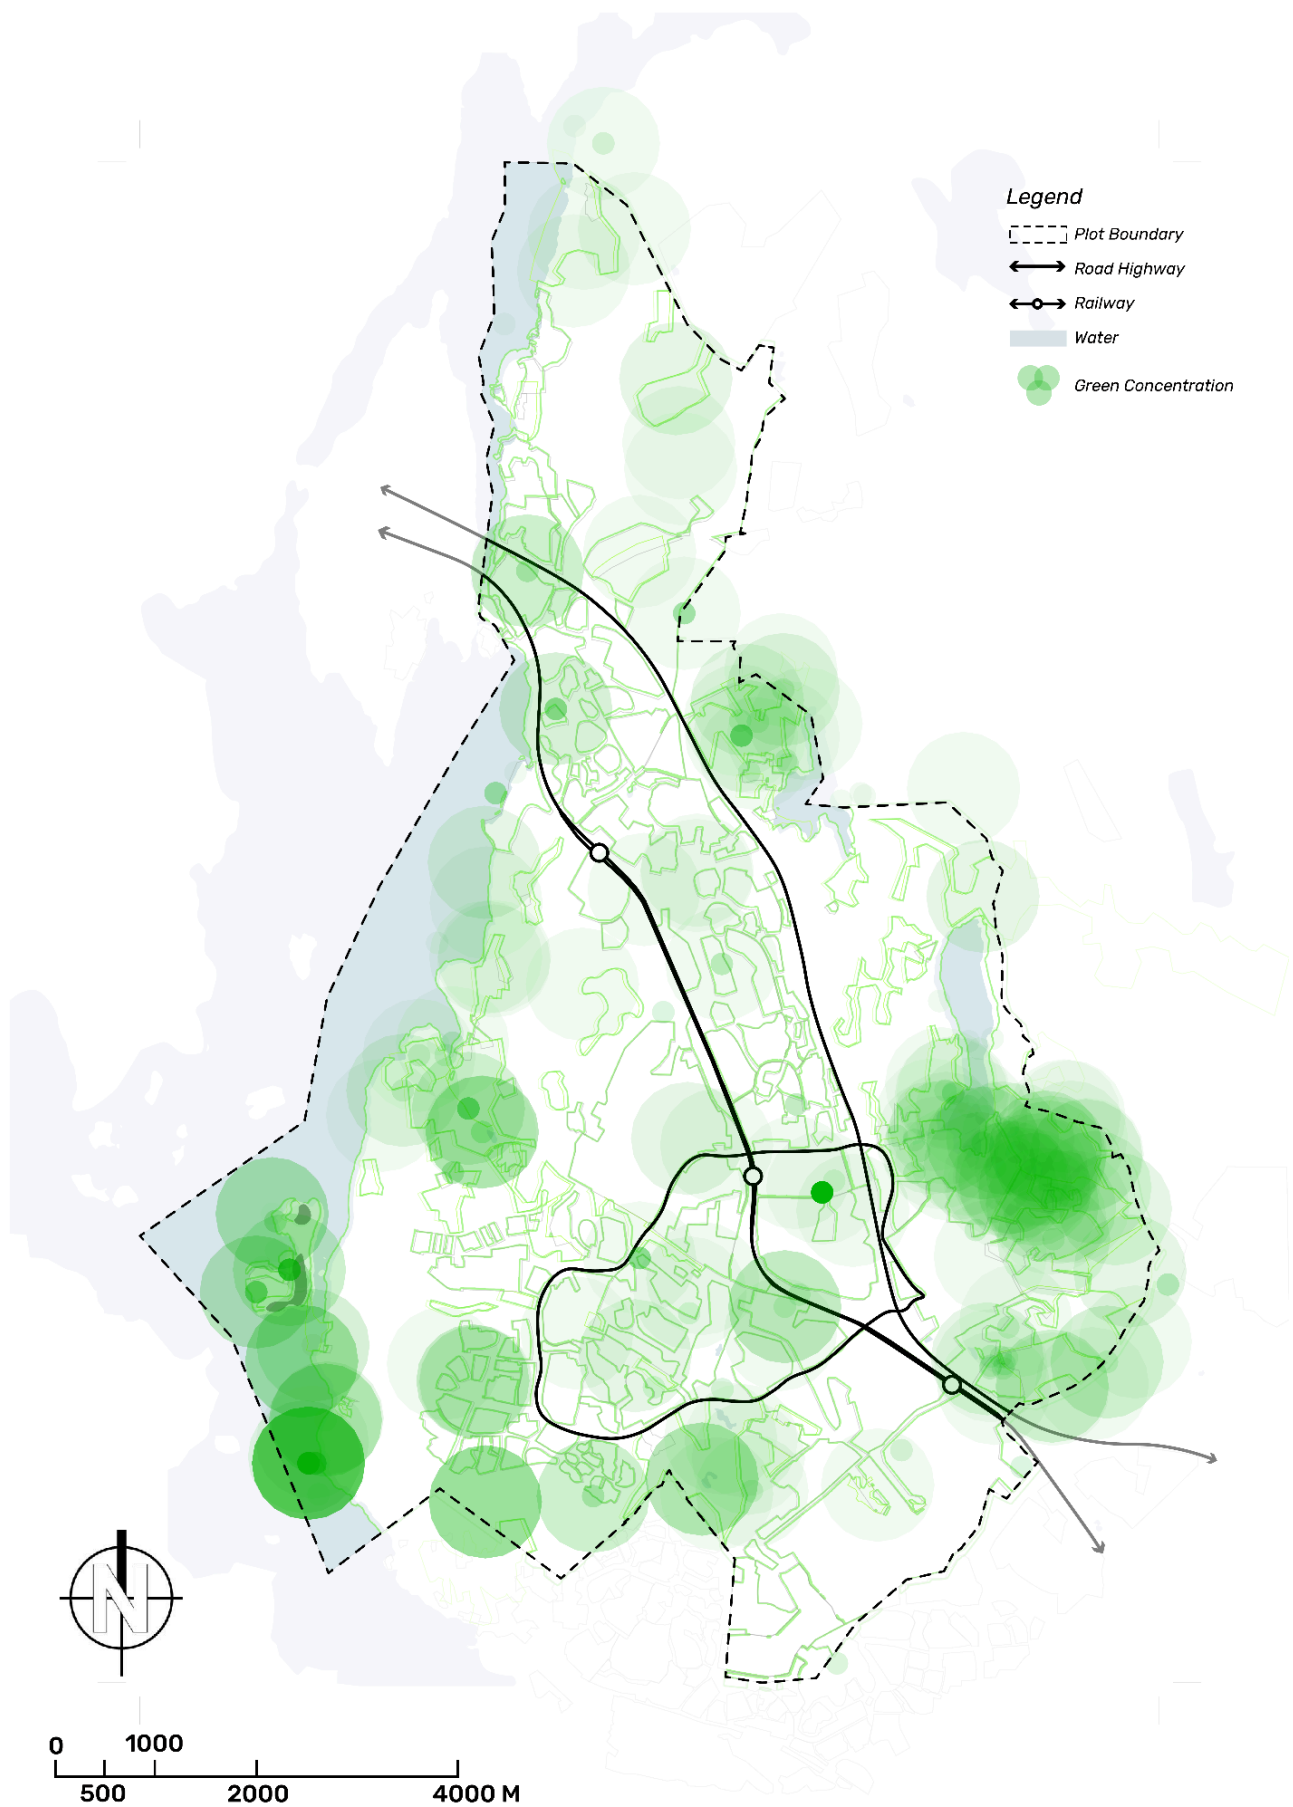 Legend
Plot Boundary
Road Highway
Railway
Water
Green Concentration
N
0 1000
500 2000 4000 M